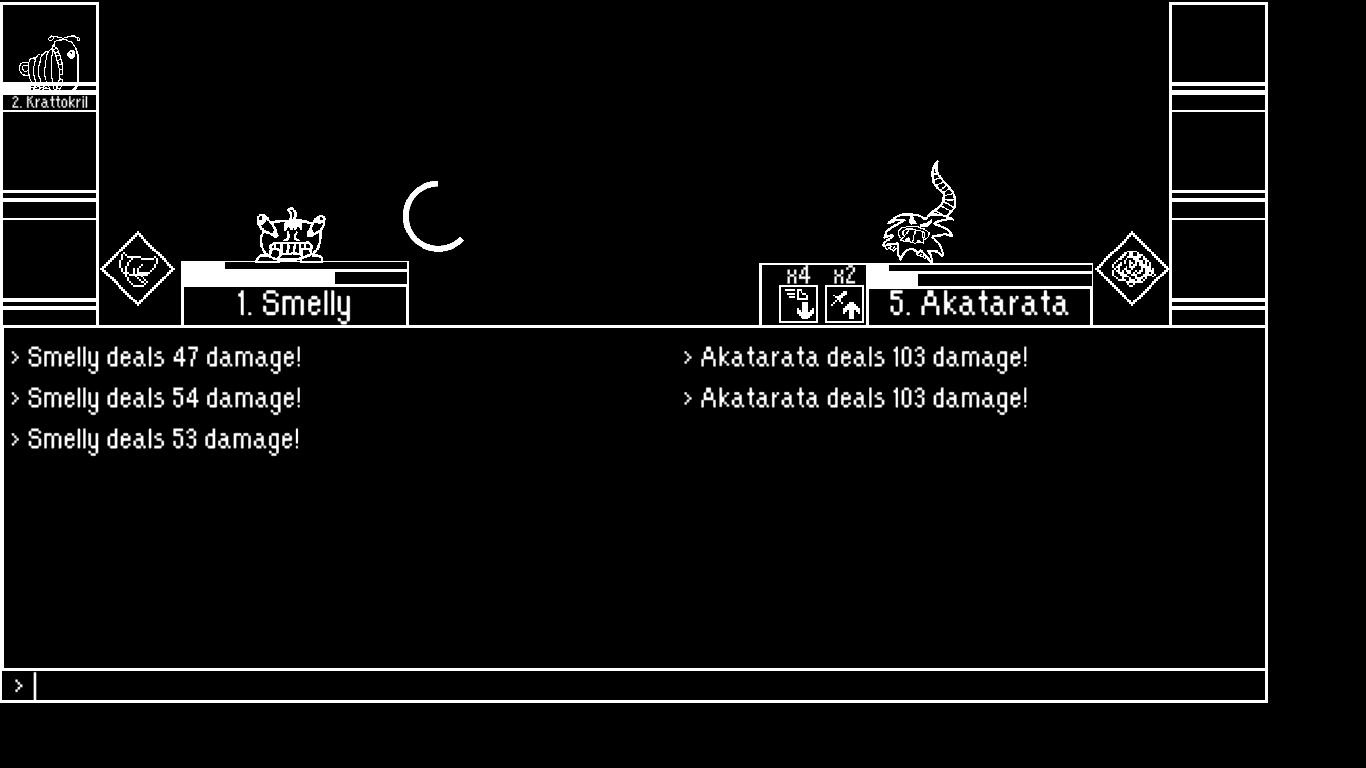 2. Krattokril
x4 x2
1. Smelly
5. Akatarata
> Smelly deals 47 damage!
> Smelly deals 54 damage!
> Smelly deals 53 damage!
> Akatarata deals 103 damage!
> Akatarata deals 103 damage!
>